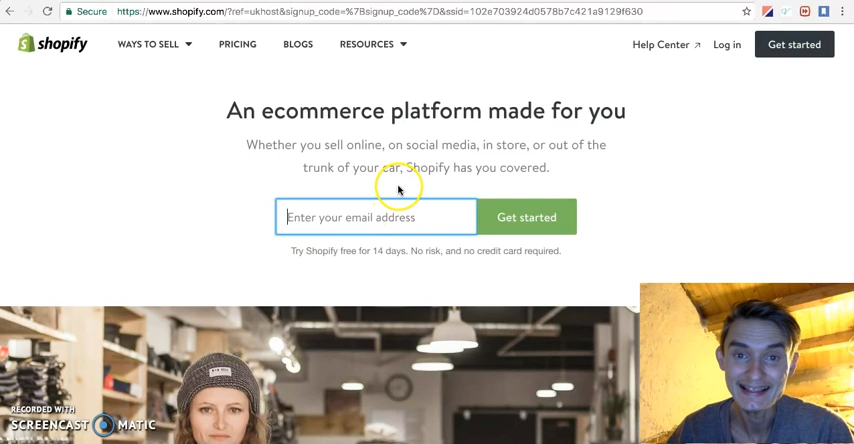 Secure https://www.shopify.com/?ref=ukhost&signup_code=%7Bsignup_code%7D&ssid=102e703924d0578b7c421a9129f630
shopify WAYS TO SELL PRICING BLOGS RESOURCES Help Center Log in Get started
An ecommerce platform made for you
Whether you sell online, on social media, in store, or out of the
trunk of your car, Shopify has you covered.
Enter your email address Get started
Try Shopify free for 14 days. No risk, and no credit card required.
RECORDED WITH
SCREENCAST MATIC